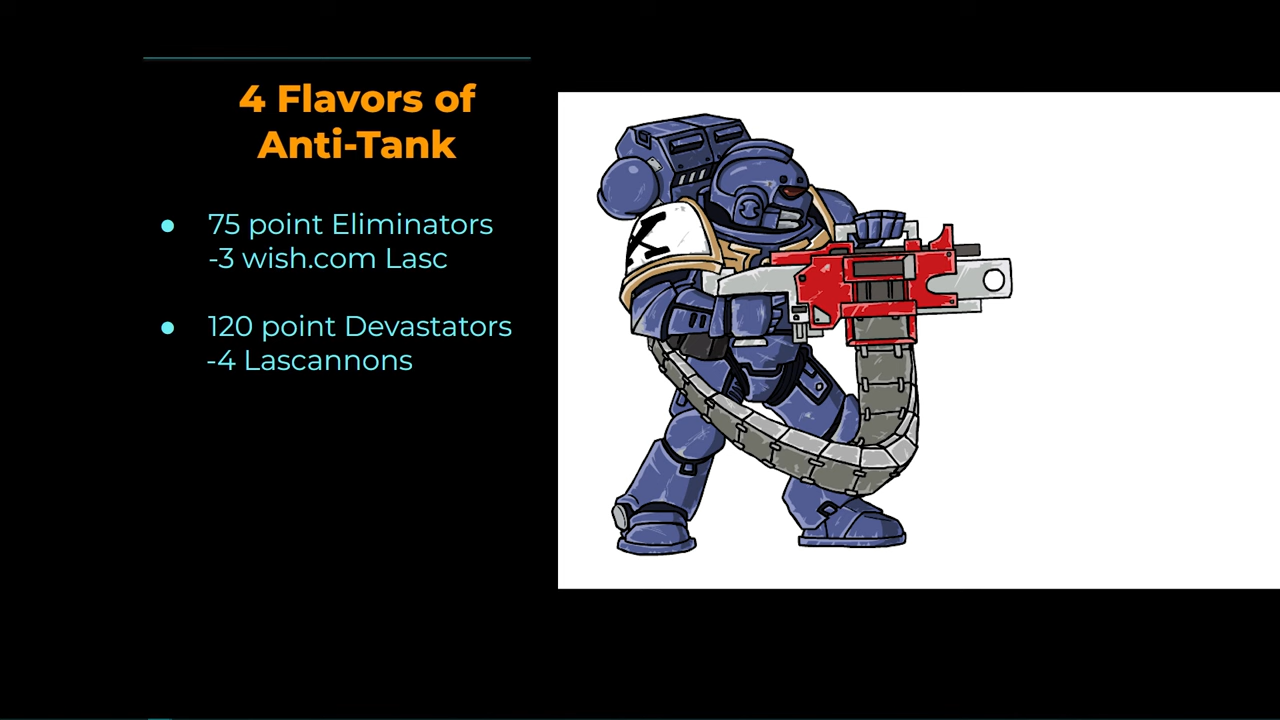 4 Flavors of
Anti-Tank
● 75 point Eliminators
-3 wish.com Lasc
● 120 point Devastators
-4 Lascannons